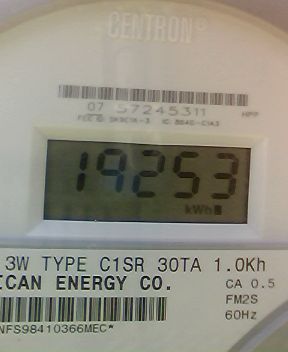 CENTRON®
07 57245311 HPP
19253
kWh
3W TYPE C1SR 30TA 1.0Kh
ICAN ENERGY CO.
CA 0.5
FM2S
60Hz
NFS98410366MEC*